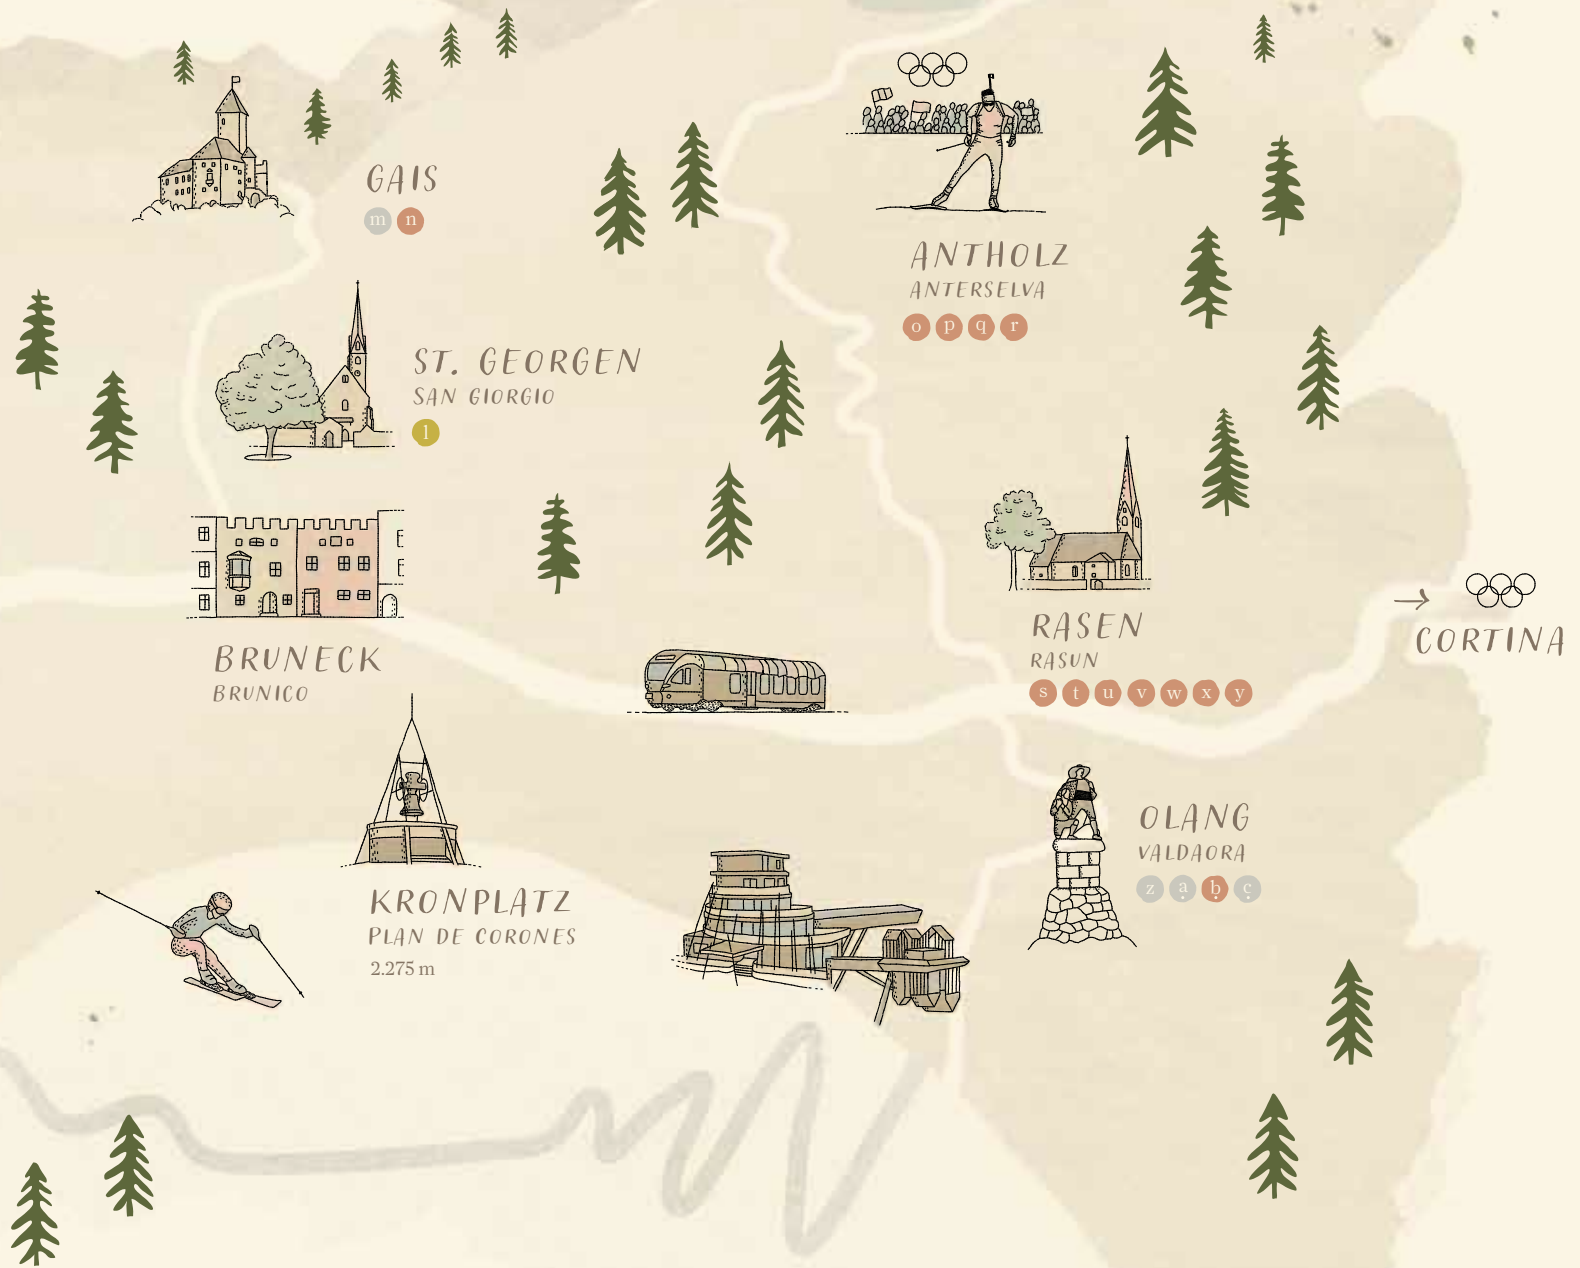 GAIS
m n
ANTHOLZ
ANTERSELVA
o p q r
ST. GEORGEN
SAN GIORGIO
l
BRUNECK
BRUNICO
RASEN
RASUN
s t u v w x y
→ CORTINA
OLANG
VALDAORA
z ạ ḅ c̣
KRONPLATZ
PLAN DE CORONES
2.275 m